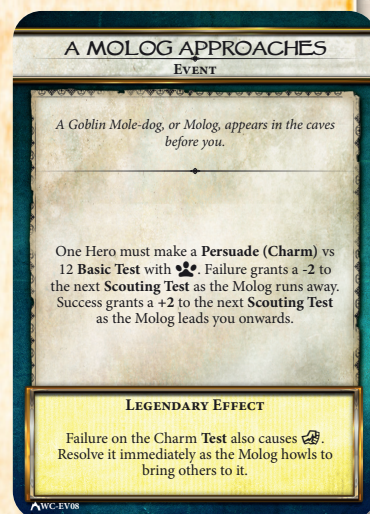 A MOLOG APPROACHES
EVENT
A Goblin Mole-dog, or Molog, appears in the caves
before you.
One Hero must make a Persuade (Charm) vs
12 Basic Test with . Failure grants a -2 to
the next Scouting Test as the Molog runs away.
Success grants a +2 to the next Scouting Test
as the Molog leads you onwards.
LEGENDARY EFFECT
Failure on the Charm Test also causes .
Resolve it immediately as the Molog howls to
bring others to it.
WC-EV08